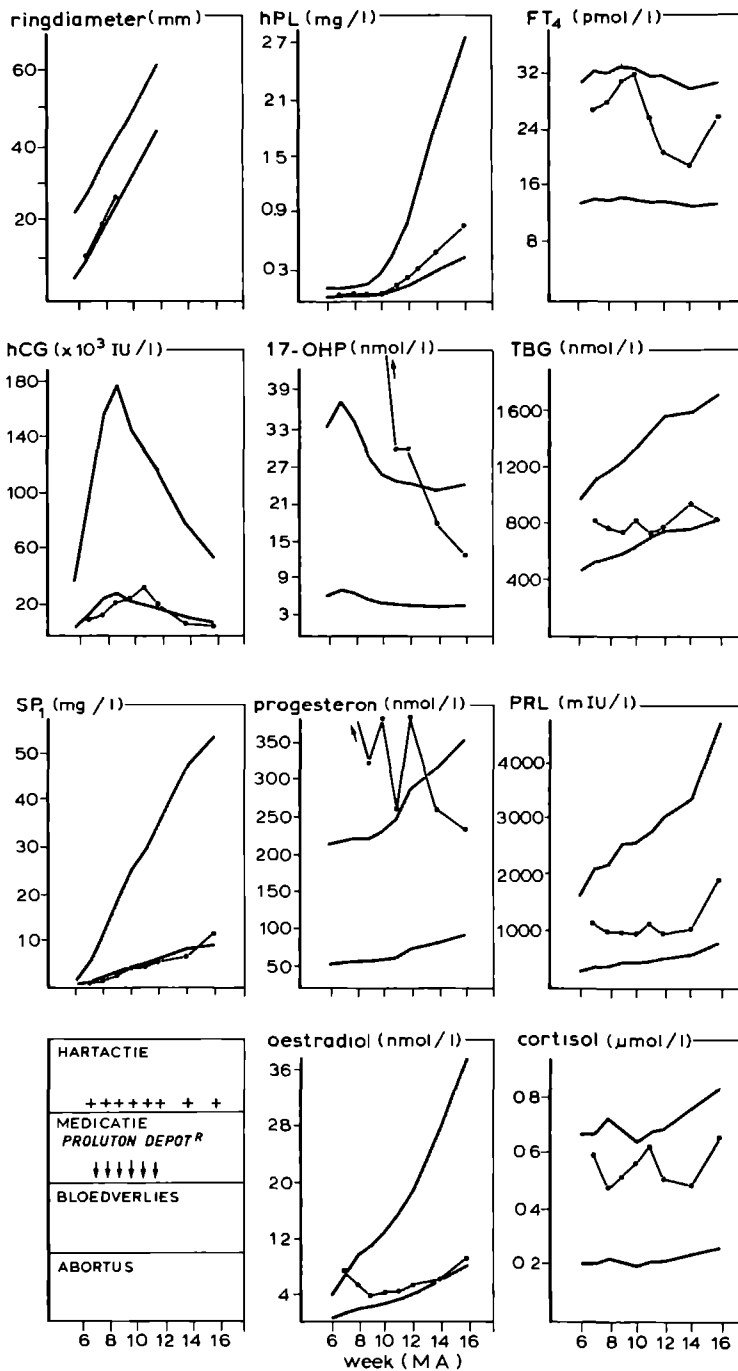 ringdiameter (mm)
60
40
20
hPL (mg/l)
2.7
2.1
1.5
0.9
0.3
FT4 (pmol/l)
32
24
16
8
hCG (x10³ IU/l)
180
140
100
60
20
17-OHP (nmol/l)
39
33
27
21
15
9
3
TBG (nmol/l)
1600
1200
800
400
SP1 (mg/l)
50
40
30
20
10
progesteron (nmol/l)
350
300
250
200
150
100
50
PRL (mIU/l)
4000
3000
2000
1000
HARTACTIE
+ + + + + + + + +
MEDICATIE
PROLUTON DEPOT R
BLOEDVERLIES
ABORTUS
6 8 10 12 14 16
oestradiol (nmol/l)
36
28
20
12
4
6 8 10 12 14 16
week (MA)
cortisol (µmol/l)
0.8
0.6
0.4
0.2
6 8 10 12 14 16